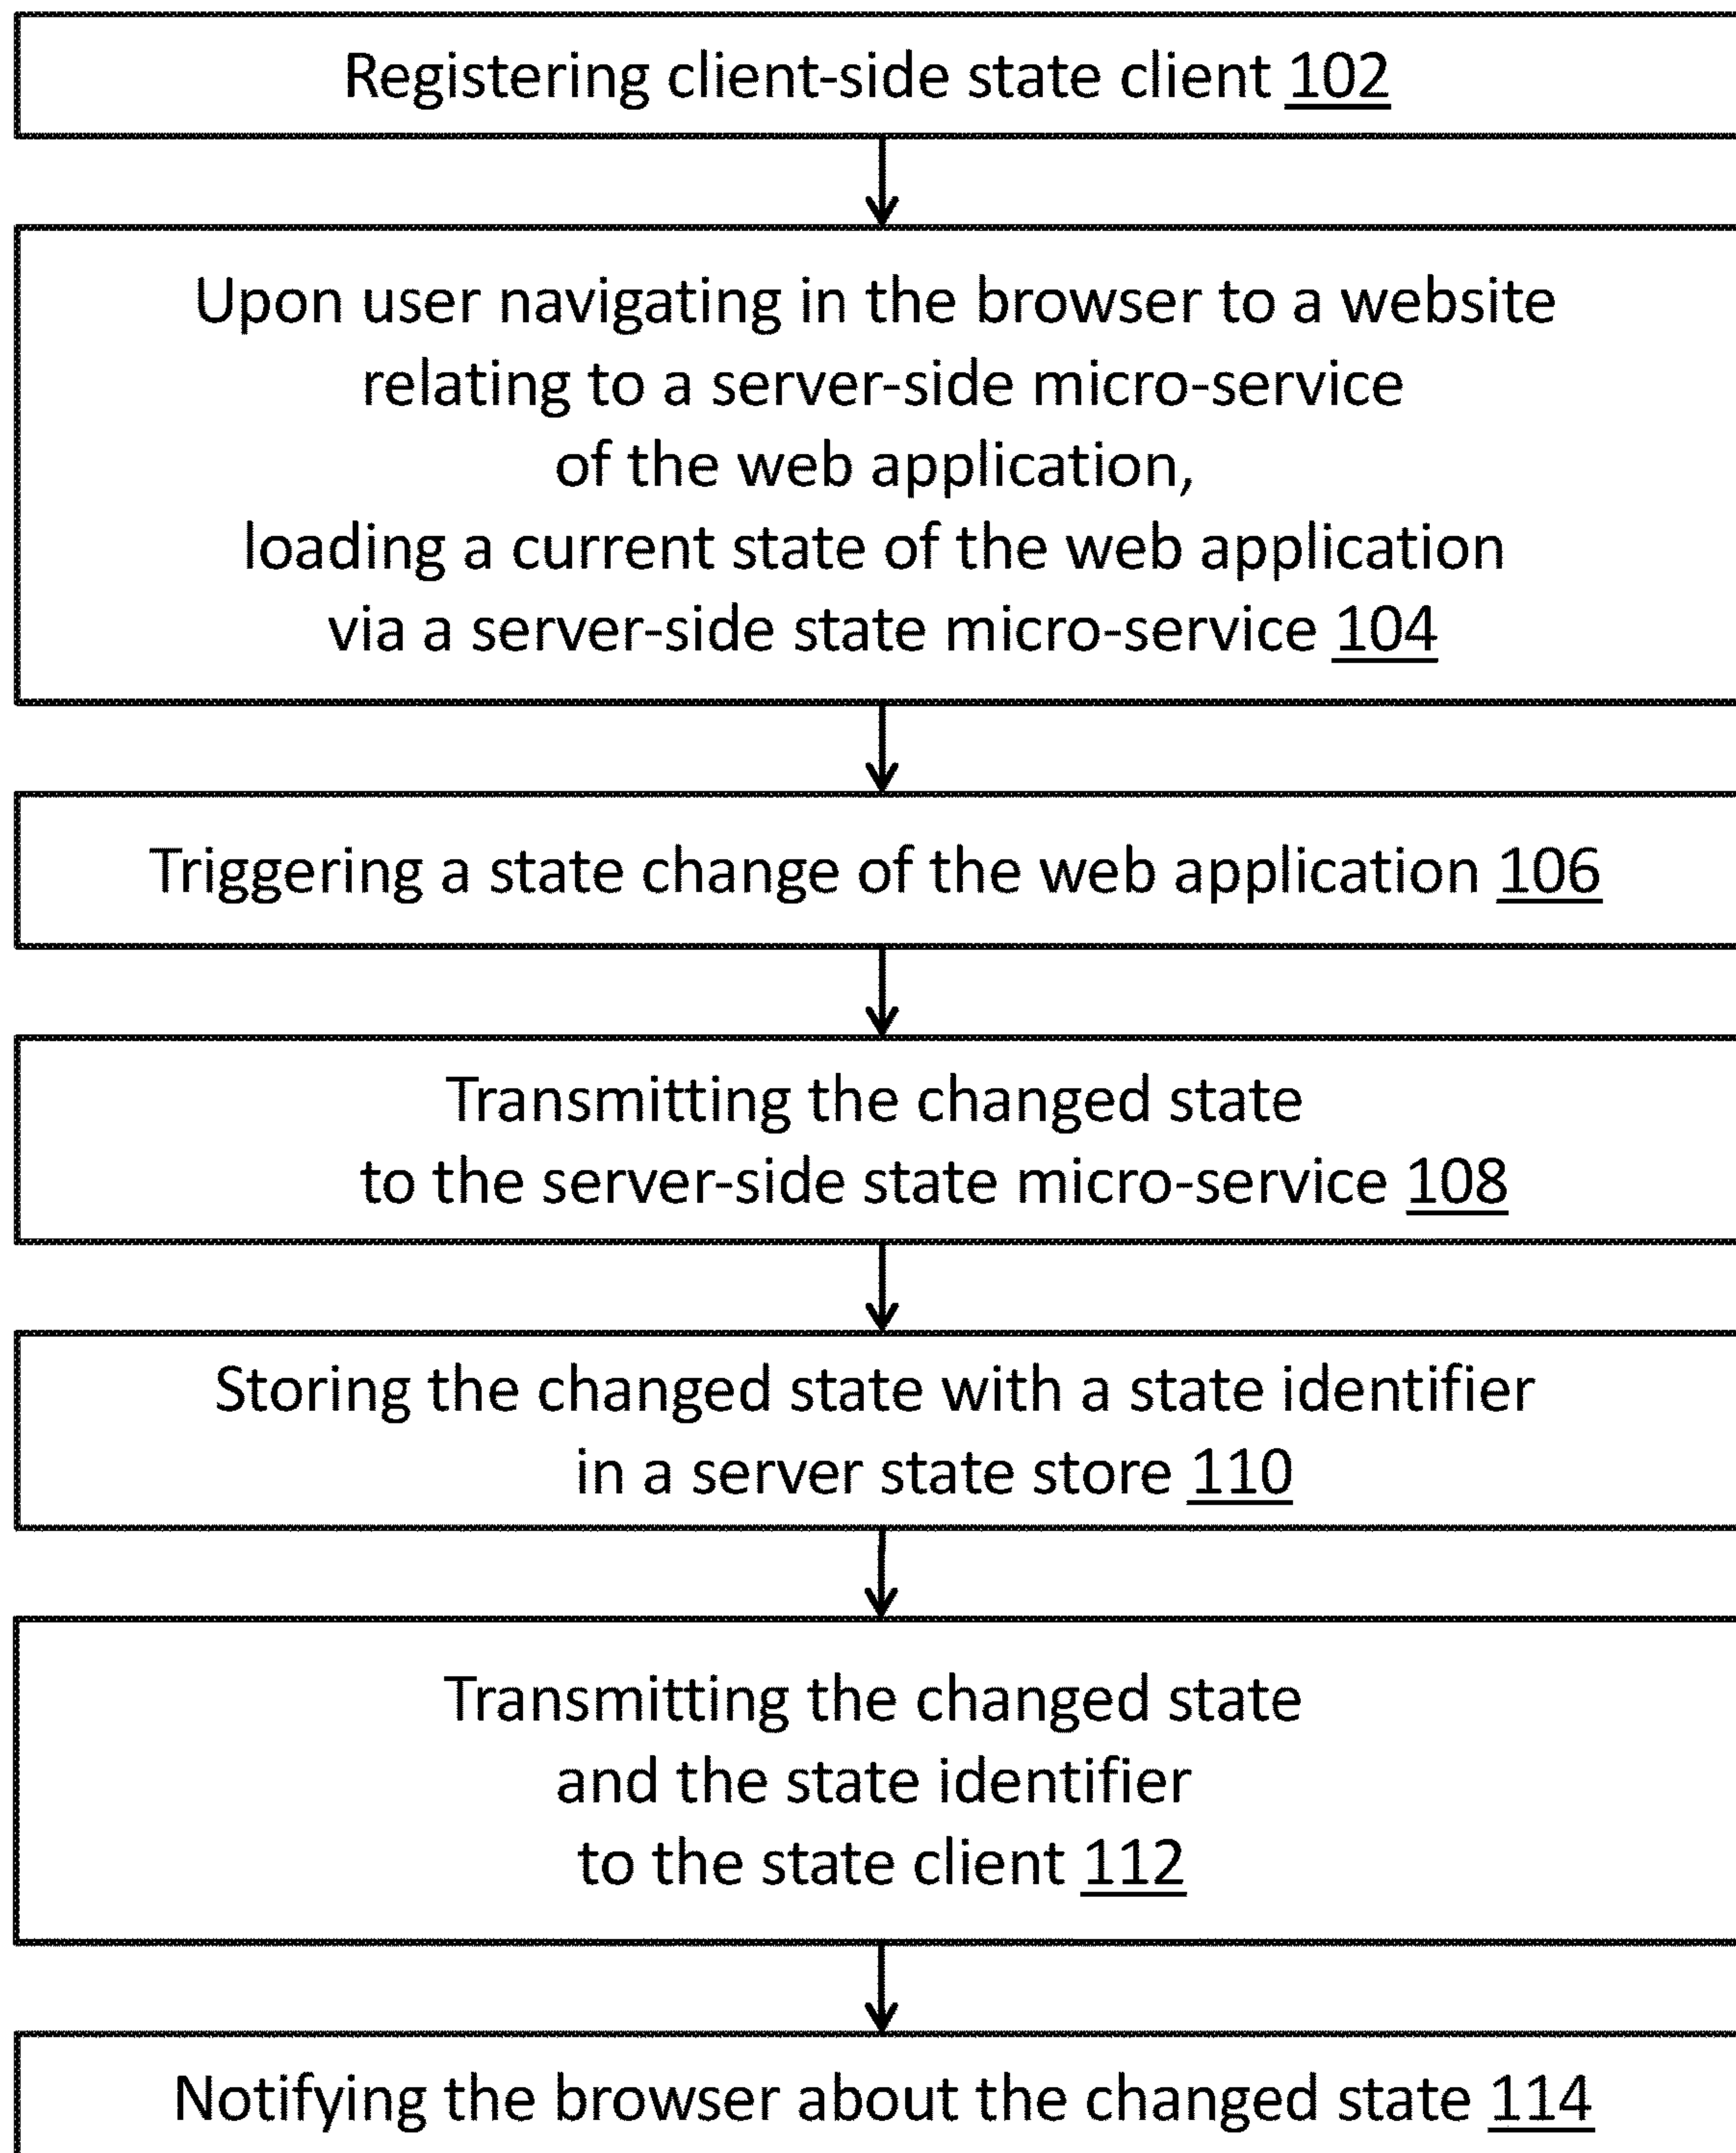 Registering client-side state client 102
Upon user navigating in the browser to a website
relating to a server-side micro-service
of the web application,
loading a current state of the web application
via a server-side state micro-service 104
Triggering a state change of the web application 106
Transmitting the changed state
to the server-side state micro-service 108
Storing the changed state with a state identifier
in a server state store 110
Transmitting the changed state
and the state identifier
to the state client 112
Notifying the browser about the changed state 114